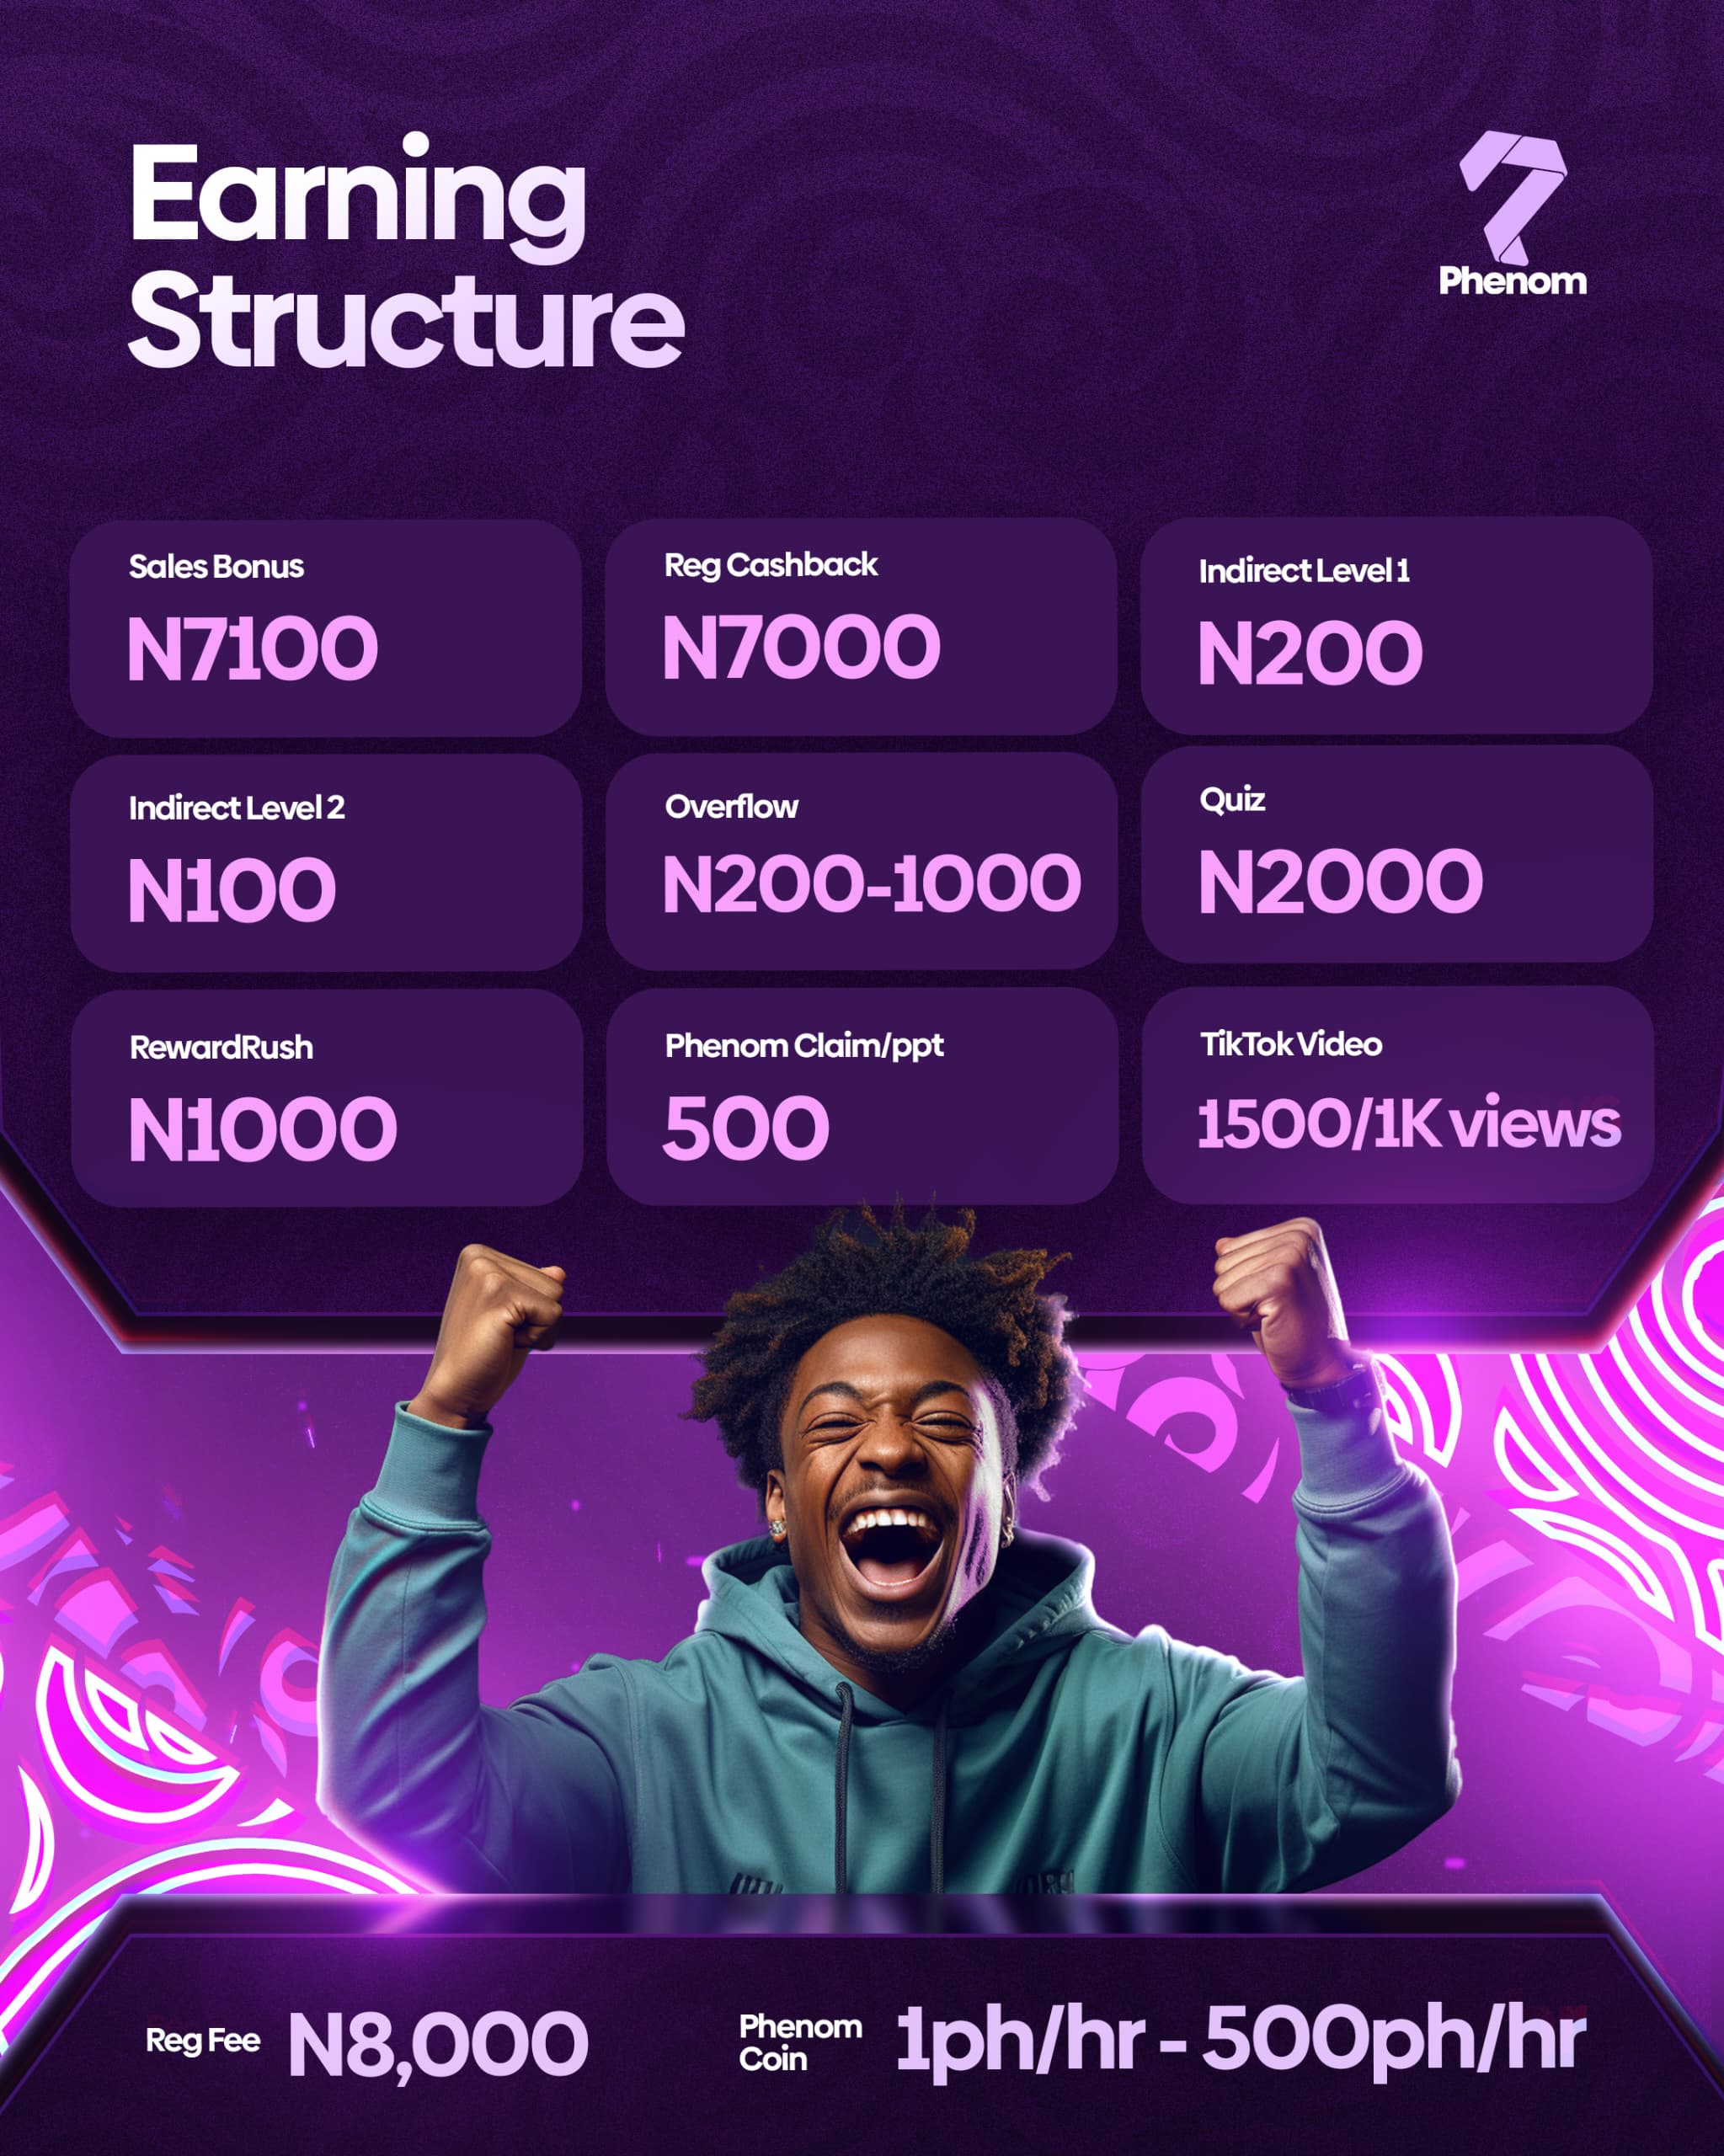 Earning
Structure
Phenom
Sales Bonus
N7100
Reg Cashback
N7000
Indirect Level 1
N200
Indirect Level 2
N100
Overflow
N200-1000
Quiz
N2000
RewardRush
N1000
Phenom Claim/ppt
500
TikTok Video
1500/1K views
Reg Fee
N8,000
Phenom
Coin
1ph/hr - 500ph/hr